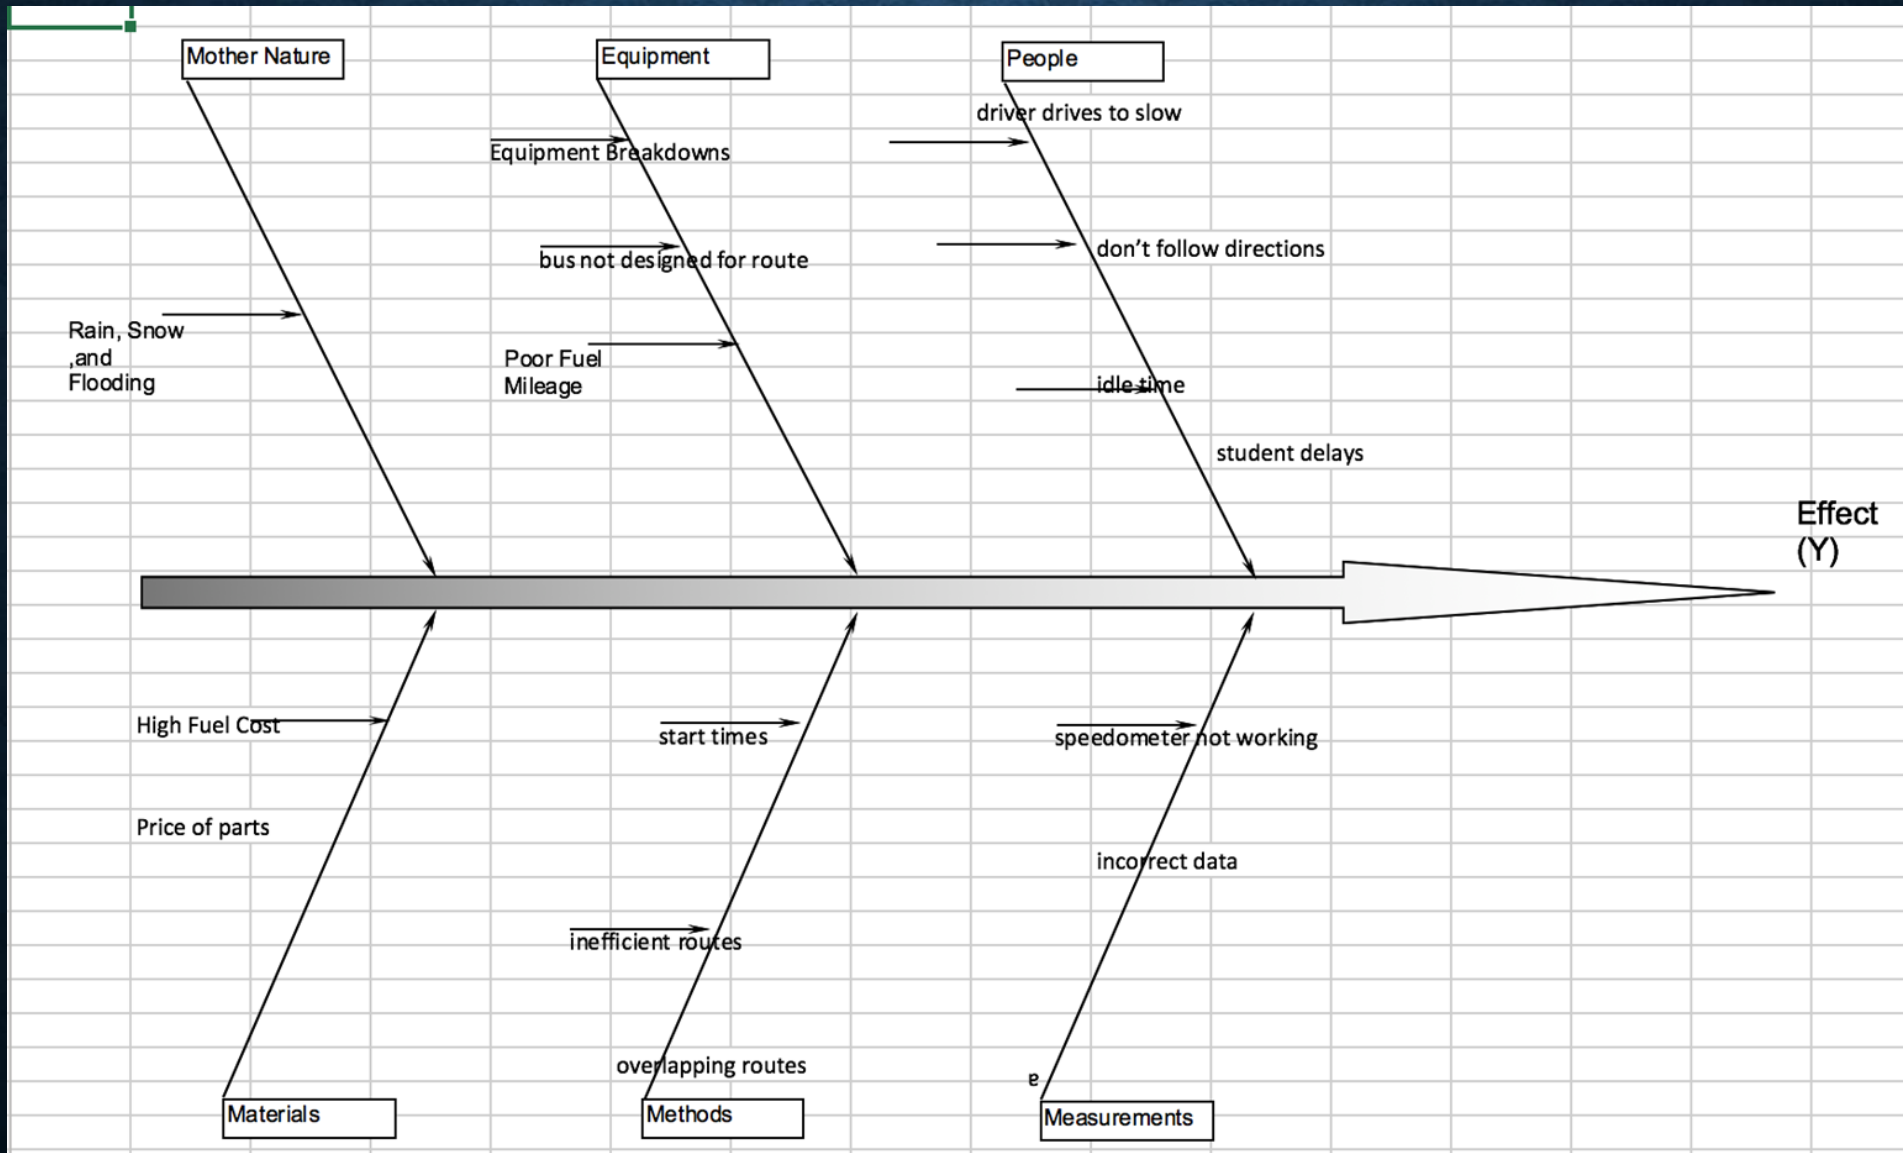 Mother Nature
Equipment
People
driver drives to slow
Equipment Breakdowns
don’t follow directions
bus not designed for route
Rain, Snow
,and
Flooding
Poor Fuel
Mileage
idle time
student delays
Effect
(Y)
High Fuel Cost
start times
speedometer not working
Price of parts
incorrect data
inefficient routes
overlapping routes
Materials
Methods
Measurements